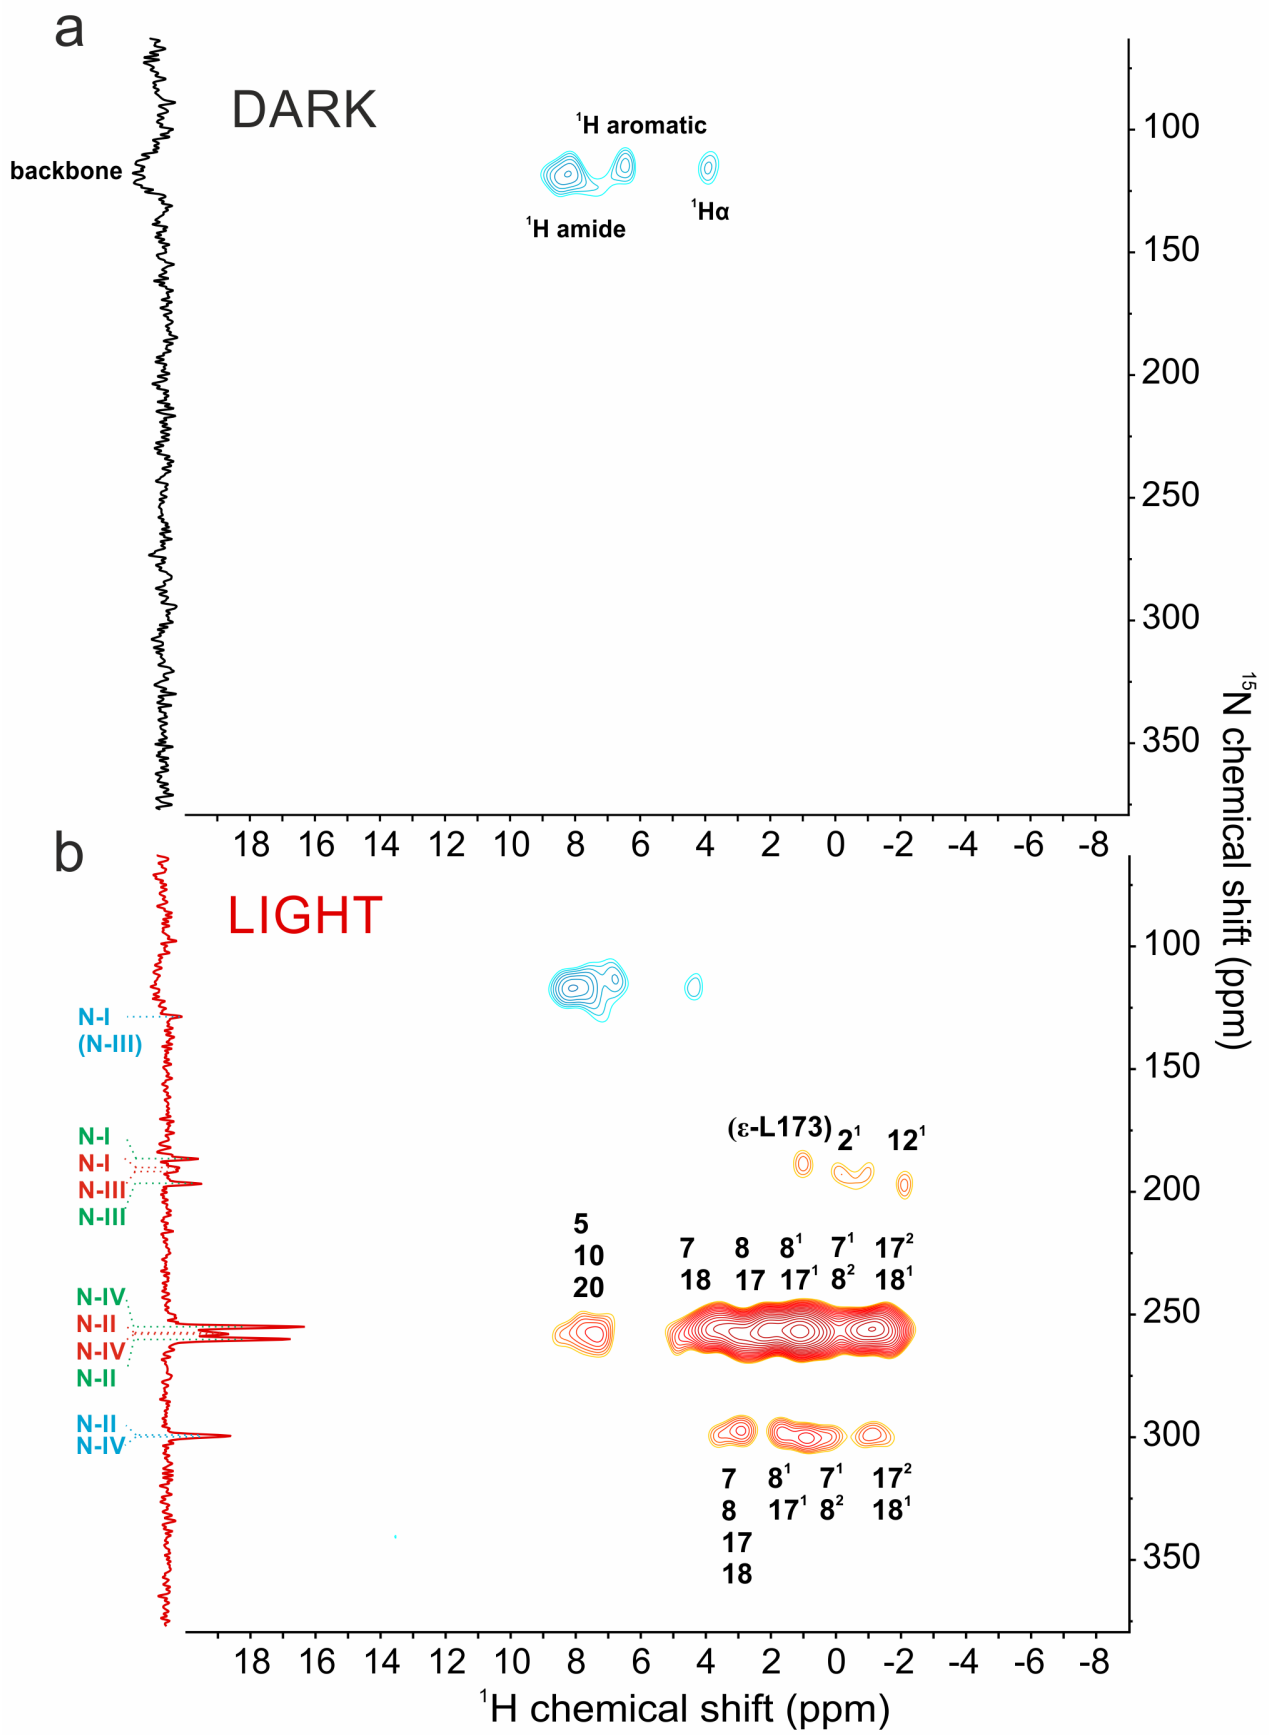 a
DARK
backbone
¹H aromatic
¹H amide
¹Hα
100
150
200
250
300
350
18 16 14 12 10 8 6 4 2 0 -2 -4 -6 -8
¹⁵N chemical shift (ppm)
b
LIGHT
N-I
(N-III)
N-I
N-I
N-III
N-III
N-IV
N-II
N-IV
N-II
N-II
N-IV
(ε-L173) 2¹ 12¹
5
10
20
7 8 8¹ 7¹ 17²
18 17 17¹ 8² 18¹
7 8¹ 7¹ 17²
8 17¹ 8² 18¹
17
18
100
150
200
250
300
350
18 16 14 12 10 8 6 4 2 0 -2 -4 -6 -8
¹H chemical shift (ppm)